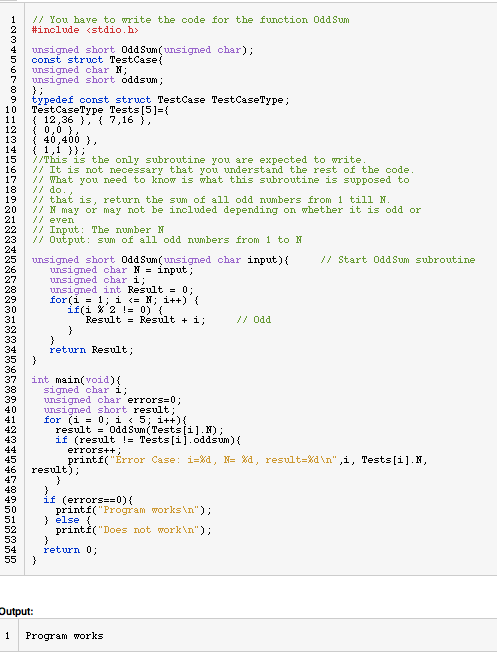 1 // You have to write the code for the function OddSum
2 #include <stdio.h>
3
4 unsigned short OddSum(unsigned char);
5 const struct TestCase{
6 unsigned char N;
7 unsigned short oddsum;
8 };
9 typedef const struct TestCase TestCaseType;
10 TestCaseType Tests[5]={
11 { 12,36 }, { 7,16 },
12 { 0,0 },
13 { 40,400 },
14 { 1,1 }};
15 //This is the only subroutine you are expected to write.
16 // It is not necessary that you understand the rest of the code.
17 // What you need to know is what this subroutine is supposed to
18 // do.,
19 // that is, return the sum of all odd numbers from 1 till N.
20 // N may or may not be included depending on whether it is odd or
21 // even
22 // Input: The number N
23 // Output: sum of all odd numbers from 1 to N
24
25 unsigned short OddSum(unsigned char input){ // Start OddSum subroutine
26 unsigned char N = input;
27 unsigned char i;
28 unsigned int Result = 0;
29 for(i = 1; i <= N; i++) {
30 if(i % 2 != 0) {
31 Result = Result + i; // Odd
32 }
33 }
34 return Result;
35 }
36
37 int main(void){
38 signed char i;
39 unsigned char errors=0;
40 unsigned short result;
41 for (i = 0; i < 5; i++){
42 result = OddSum(Tests[i].N);
43 if (result != Tests[i].oddsum){
44 errors++;
45 printf("Error Case: i=%d, N= %d, result=%d\n",i, Tests[i].N,
46 result);
47 }
48 }
49 if (errors==0){
50 printf("Program works\n");
51 } else {
52 printf("Does not work\n");
53 }
54 return 0;
55 }
Output:
1 Program works